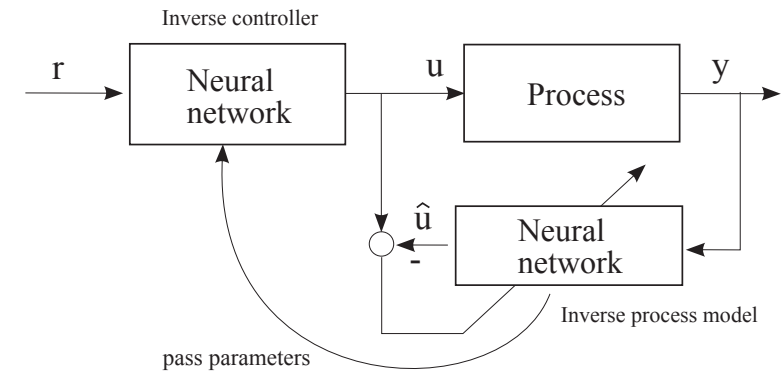 Inverse controller
r
Neural
network
u
Process
y
û
-
Neural
network
Inverse process model
pass parameters